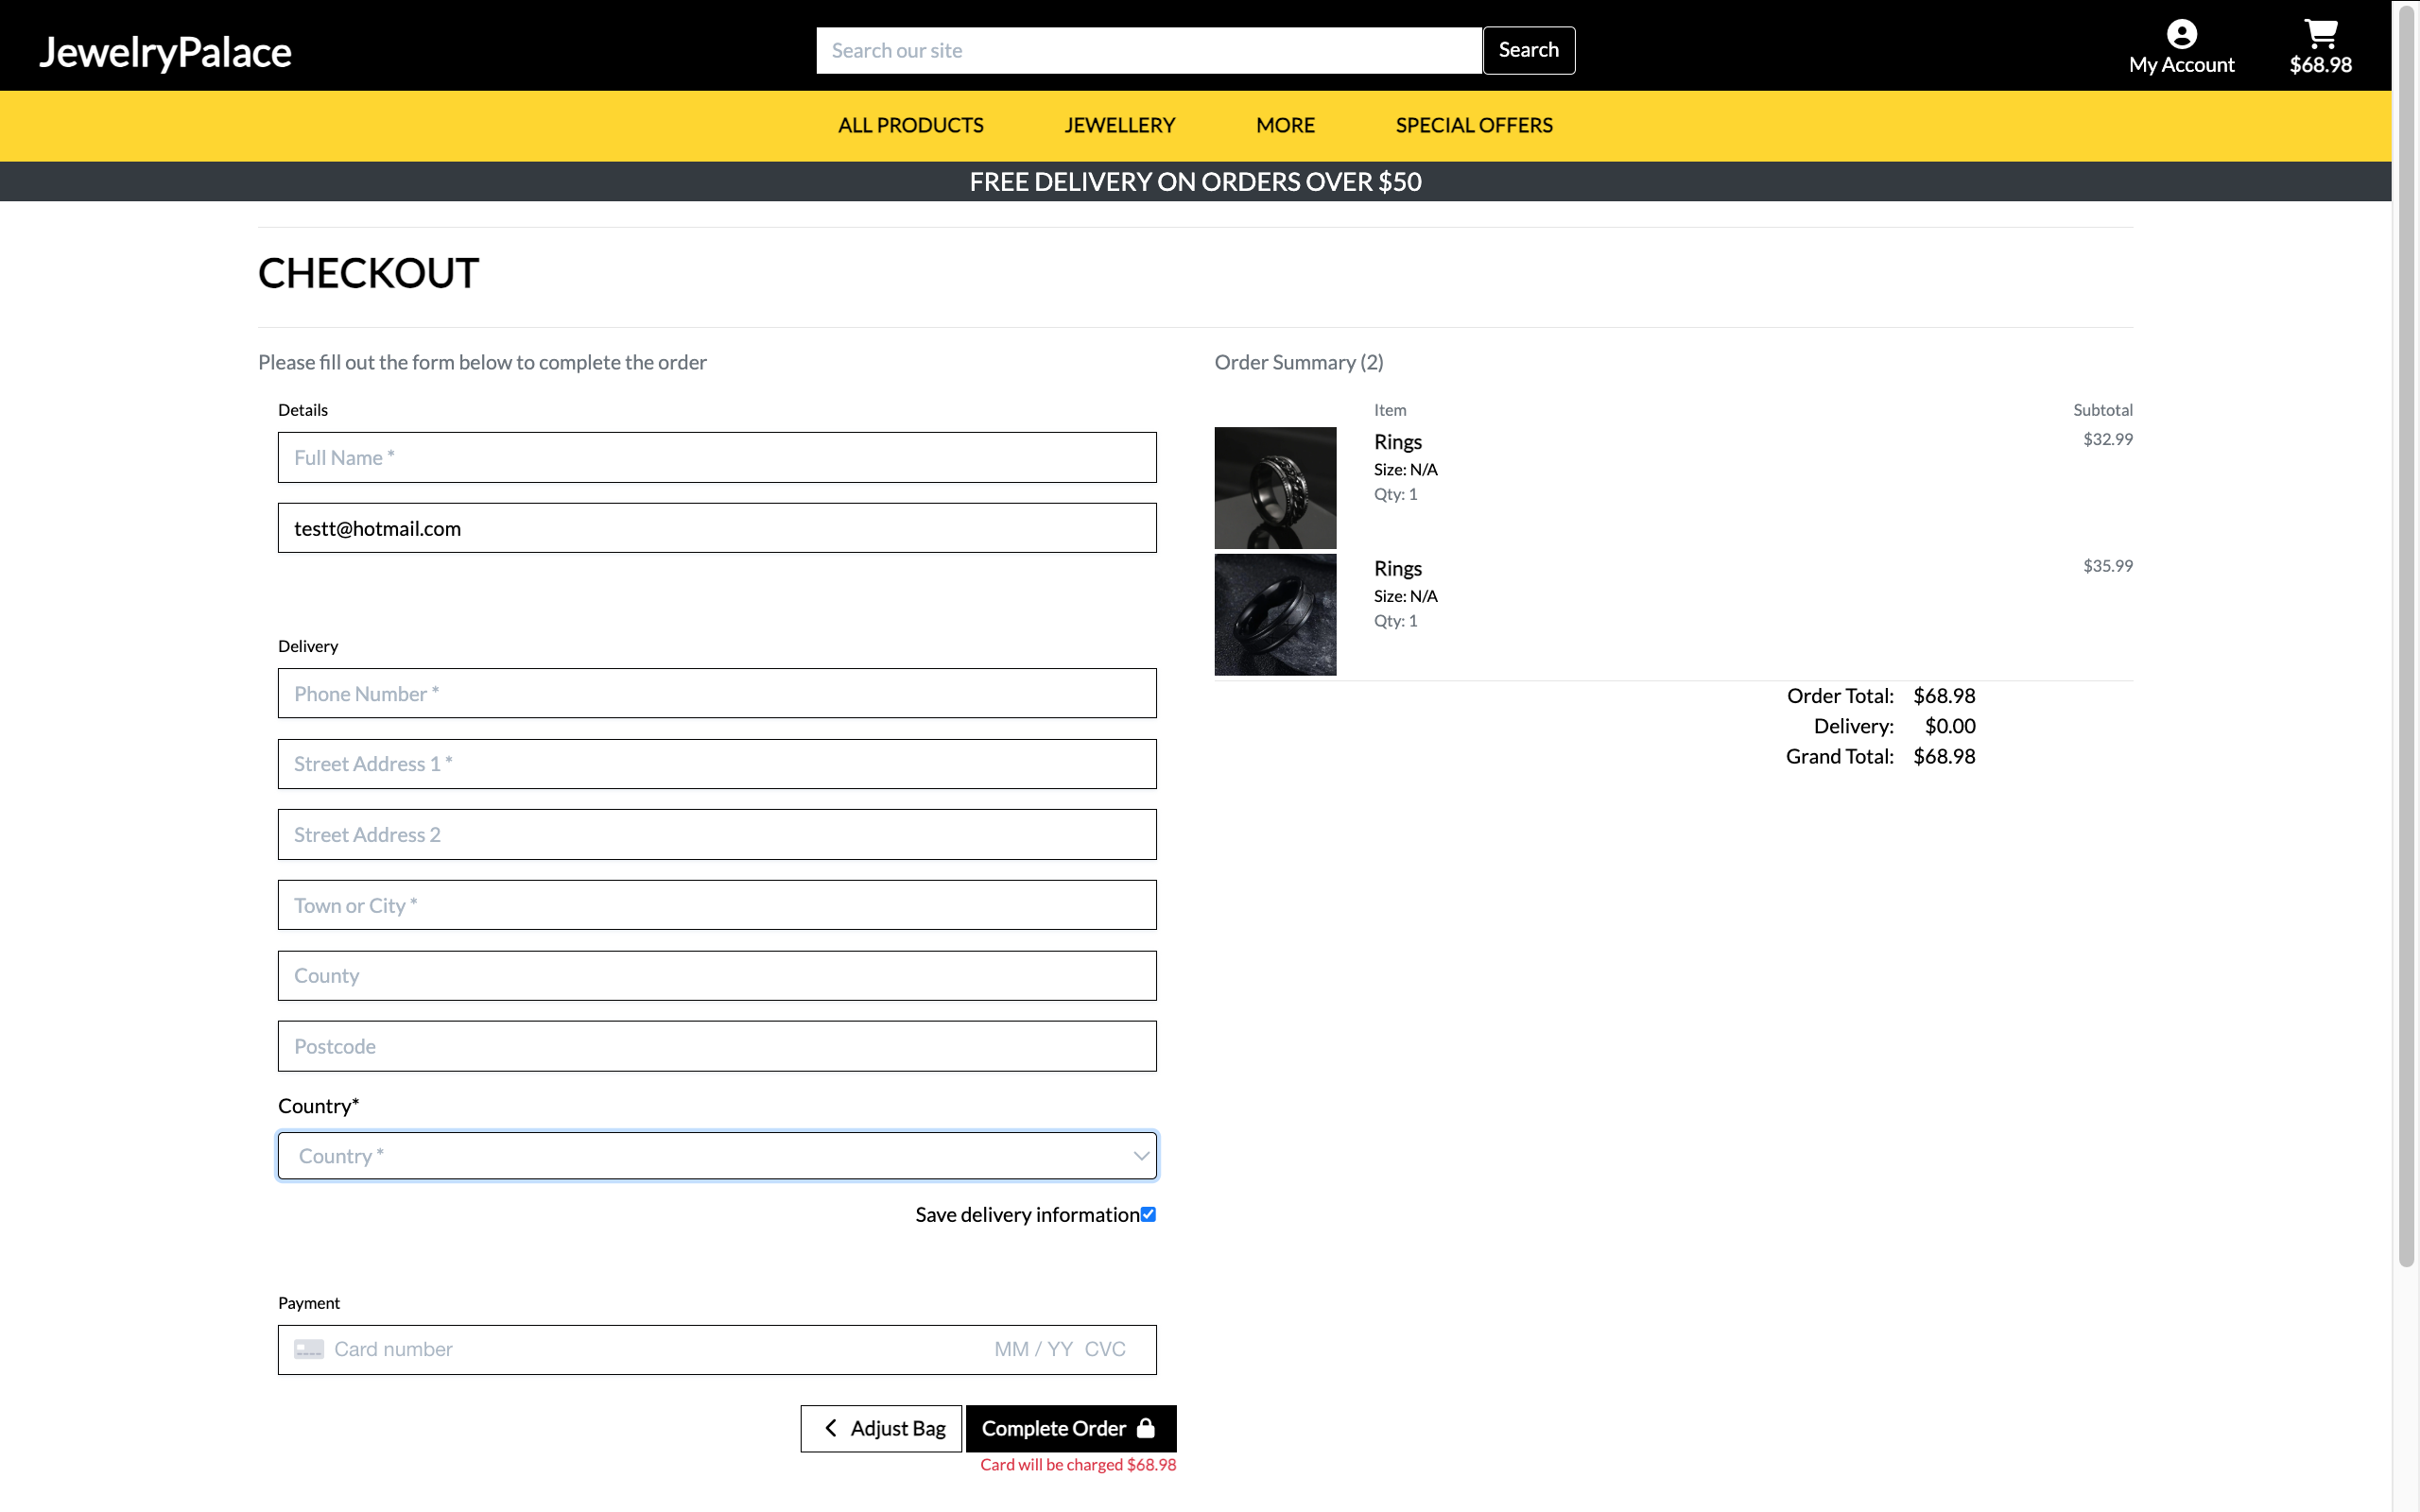 JewelryPalace
Search our site
Search
My Account
$68.98
ALL PRODUCTS
JEWELLERY
MORE
SPECIAL OFFERS
FREE DELIVERY ON ORDERS OVER $50
CHECKOUT
Please fill out the form below to complete the order
Details
Full Name *
testt@hotmail.com
Delivery
Phone Number *
Street Address 1 *
Street Address 2
Town or City *
County
Postcode
Country*
Country *
Save delivery information
Payment
Card number
MM / YY CVC
Adjust Bag
Complete Order
Card will be charged $68.98
Order Summary (2)
Item
Subtotal
Rings
$32.99
Size: N/A
Qty: 1
Rings
$35.99
Size: N/A
Qty: 1
Order Total: $68.98
Delivery: $0.00
Grand Total: $68.98